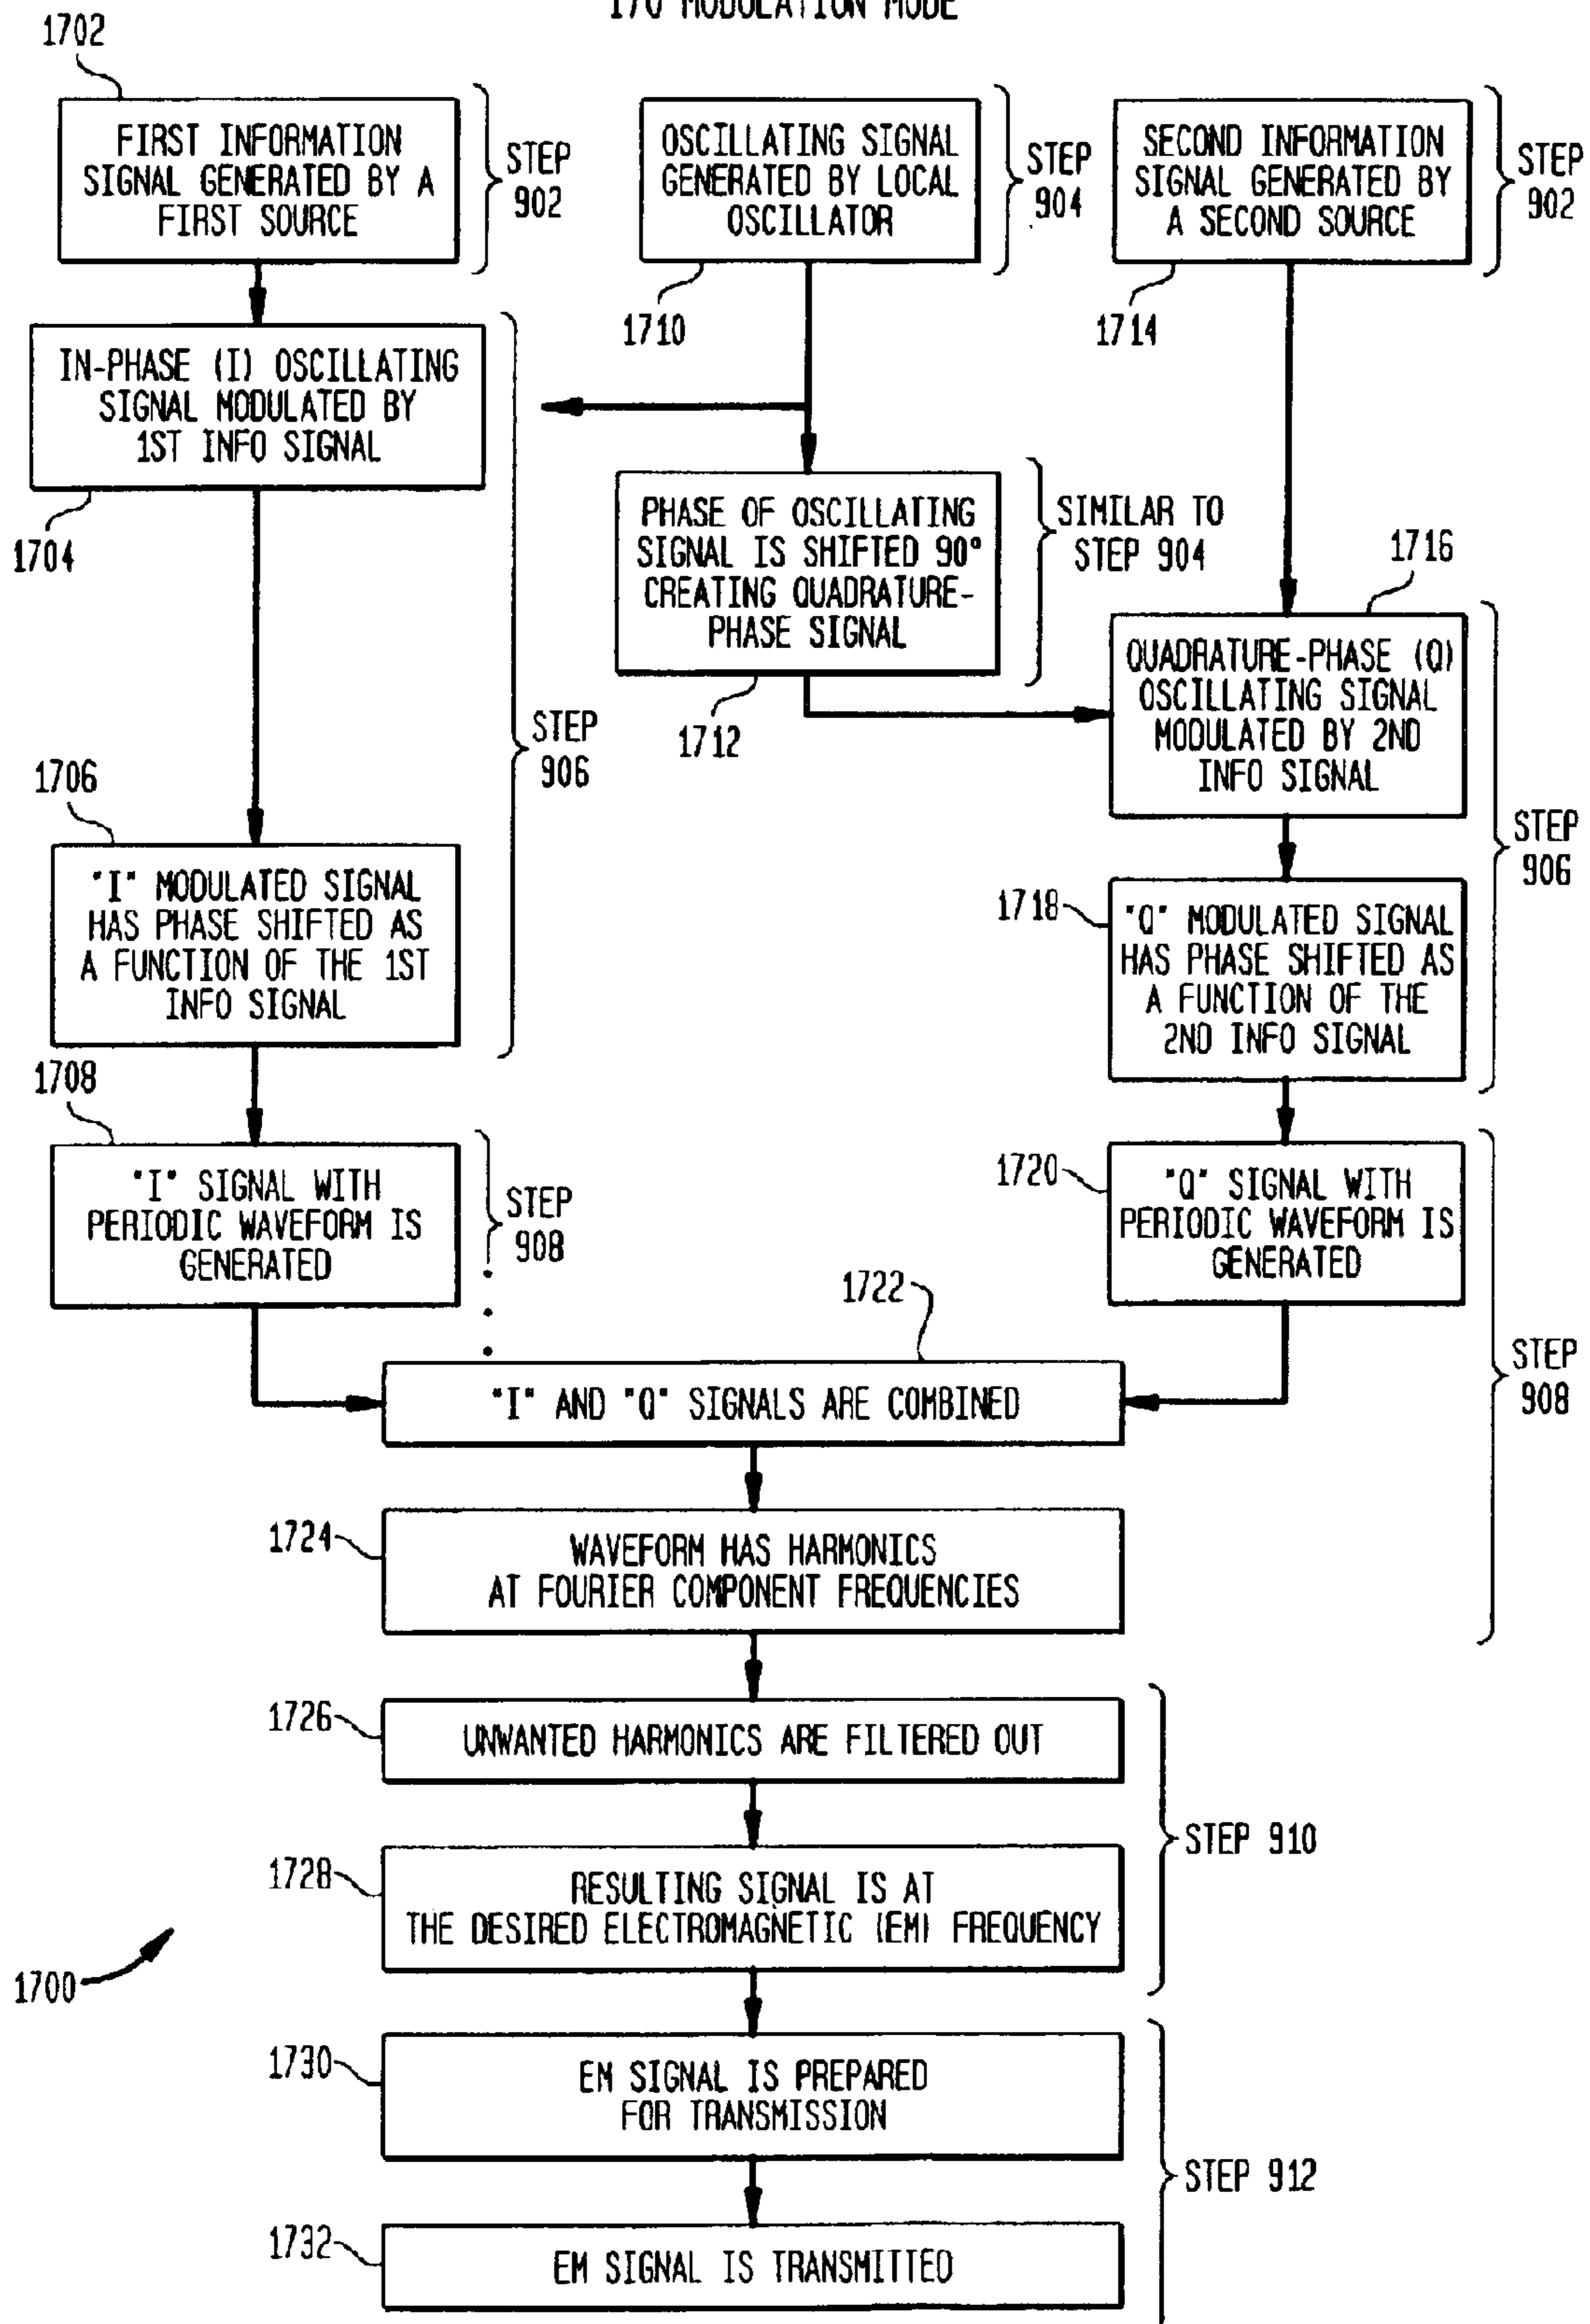 I/Q MODULATION MODE
1702
FIRST INFORMATION
SIGNAL GENERATED BY A
FIRST SOURCE
STEP
902
OSCILLATING SIGNAL
GENERATED BY LOCAL
OSCILLATOR
STEP
904
1710
SECOND INFORMATION
SIGNAL GENERATED BY
A SECOND SOURCE
STEP
902
1714
IN-PHASE (I) OSCILLATING
SIGNAL MODULATED BY
1ST INFO SIGNAL
1704
PHASE OF OSCILLATING
SIGNAL IS SHIFTED 90°
CREATING QUADRATURE-
PHASE SIGNAL
SIMILAR TO
STEP 904
1712
1716
QUADRATURE-PHASE (Q)
OSCILLATING SIGNAL
MODULATED BY 2ND
INFO SIGNAL
STEP
906
1706
"I" MODULATED SIGNAL
HAS PHASE SHIFTED AS
A FUNCTION OF THE 1ST
INFO SIGNAL
1718
"Q" MODULATED SIGNAL
HAS PHASE SHIFTED AS
A FUNCTION OF THE
2ND INFO SIGNAL
STEP
906
1708
"I" SIGNAL WITH
PERIODIC WAVEFORM IS
GENERATED
STEP
908
1720
"Q" SIGNAL WITH
PERIODIC WAVEFORM IS
GENERATED
1722
"I" AND "Q" SIGNALS ARE COMBINED
STEP
908
1724
WAVEFORM HAS HARMONICS
AT FOURIER COMPONENT FREQUENCIES
1726
UNWANTED HARMONICS ARE FILTERED OUT
STEP 910
1728
RESULTING SIGNAL IS AT
THE DESIRED ELECTROMAGNETIC (EM) FREQUENCY
1700
1730
EM SIGNAL IS PREPARED
FOR TRANSMISSION
STEP 912
1732
EM SIGNAL IS TRANSMITTED